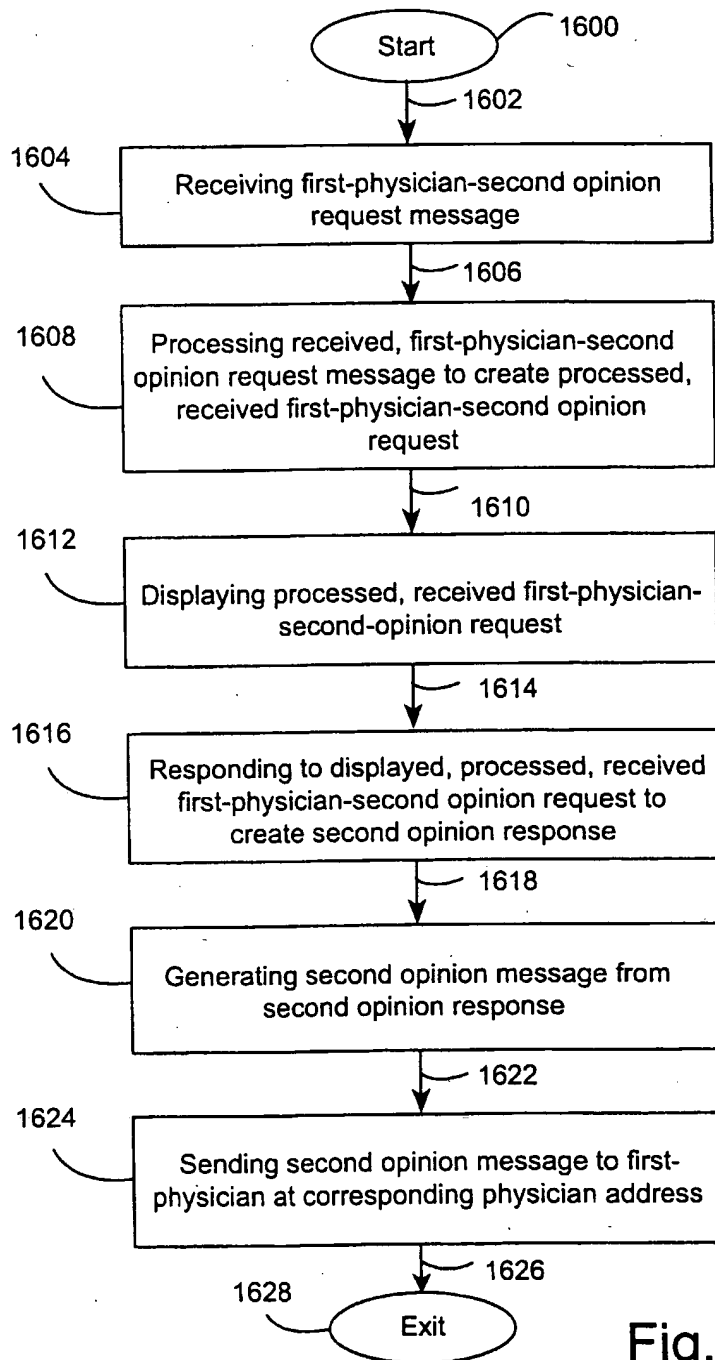 Start
1600
1602
1604
Receiving first-physician-second opinion
request message
1606
1608
Processing received, first-physician-second
opinion request message to create processed,
received first-physician-second opinion
request
1610
1612
Displaying processed, received first-physician-
second-opinion request
1614
1616
Responding to displayed, processed, received
first-physician-second opinion request to
create second opinion response
1618
1620
Generating second opinion message from
second opinion response
1622
1624
Sending second opinion message to first-
physician at corresponding physician address
1626
1628
Exit
Fig.